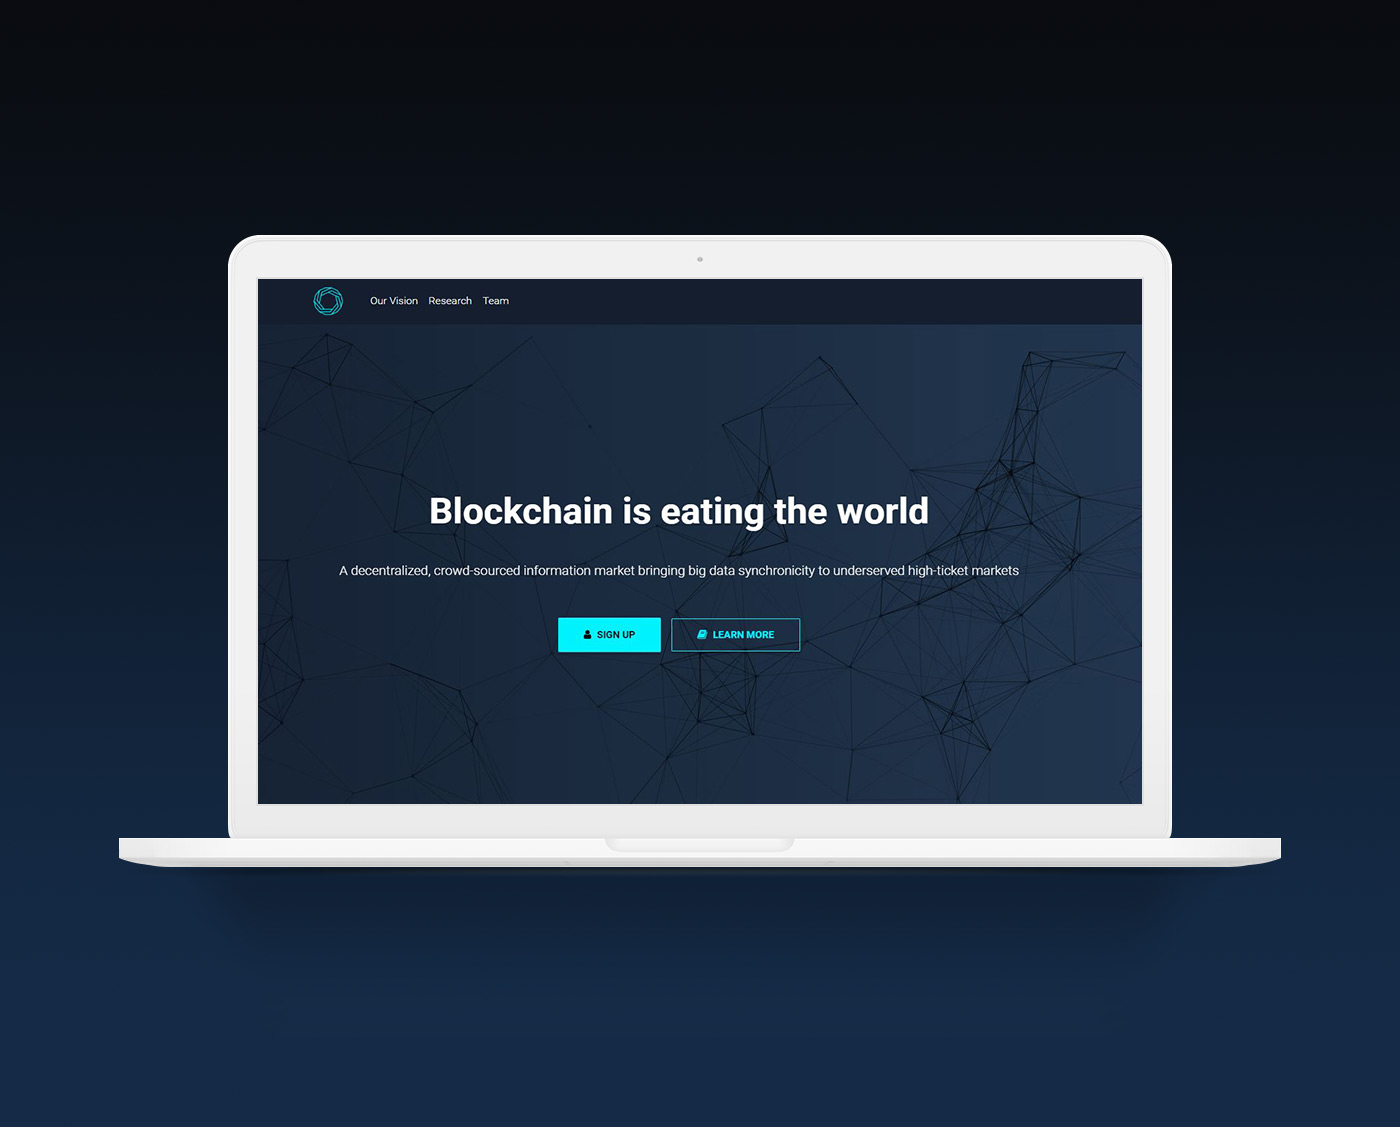 Our Vision Research Team
Blockchain is eating the world
A decentralized, crowd-sourced information market bringing big data synchronicity to underserved high-ticket markets
SIGN UP LEARN MORE